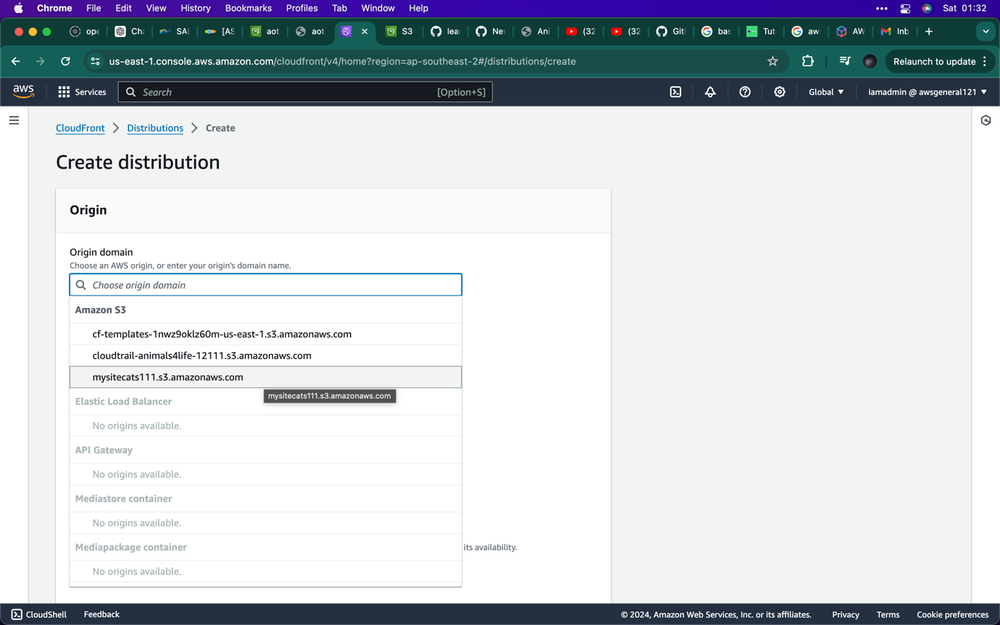 Chrome File Edit View History Bookmarks Profiles Tab Window Help Sat 01:32
ope Cha SA [AS aot aot S3 lear Nev Ani (32 (32 Git bas Tut aw AW Inb
us-east-1.console.aws.amazon.com/cloudfront/v4/home?region=ap-southeast-2#/distributions/create Relaunch to update
aws Services Search [Option+S] Global iamadmin @ awsgeneral121
CloudFront Distributions Create
Create distribution
Origin
Origin domain
Choose an AWS origin, or enter your origin's domain name.
Choose origin domain
Amazon S3
cf-templates-1nwz9oklz60m-us-east-1.s3.amazonaws.com
cloudtrail-animals4life-12111.s3.amazonaws.com
mysitecats111.s3.amazonaws.com
mysitecats111.s3.amazonaws.com
Elastic Load Balancer
No origins available.
API Gateway
No origins available.
Mediastore container
No origins available.
Mediapackage container
its availability.
No origins available.
CloudShell Feedback © 2024, Amazon Web Services, Inc. or its affiliates. Privacy Terms Cookie preferences